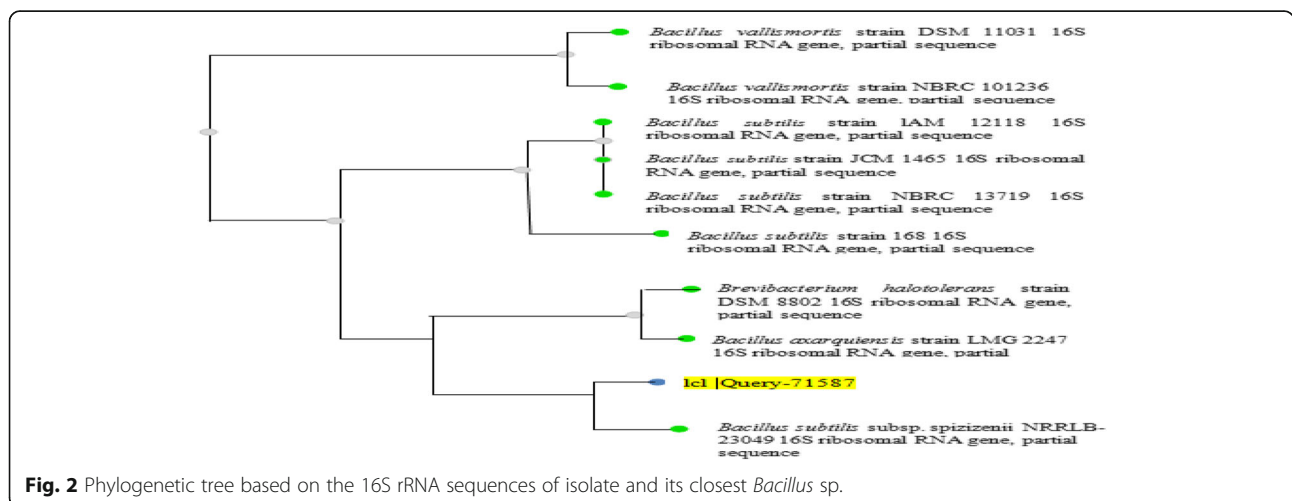 Bacillus vallismortis strain DSM 11031 16S
ribosomal RNA gene, partial sequence
Bacillus vallismortis strain NBRC 101236
16S ribosomal RNA gene, partial sequence
Bacillus subtilis strain IAM 12118 16S
ribosomal RNA gene, partial sequence
Bacillus subtilis strain JCM 1465 16S ribosomal
RNA gene, partial sequence
Bacillus subtilis strain NBRC 13719 16S
ribosomal RNA gene, partial sequence
Bacillus subtilis strain 168 16S
ribosomal RNA gene, partial sequence
Brevibacterium halotolerans strain
DSM 8802 16S ribosomal RNA gene,
partial sequence
Bacillus axarquiensis strain LMG 2247
16S ribosomal RNA gene, partial
lcl |Query-71587
Bacillus subtilis subsp. spizizenii NRRLB-
23049 16S ribosomal RNA gene, partial
sequence
Fig. 2 Phylogenetic tree based on the 16S rRNA sequences of isolate and its closest Bacillus sp.